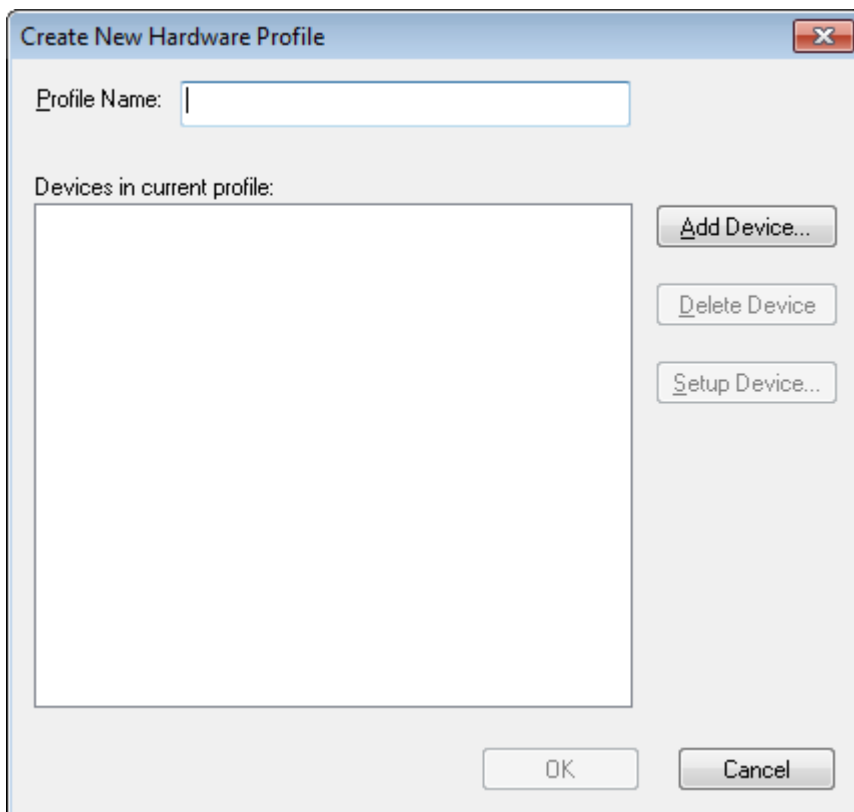 Create New Hardware Profile
Profile Name:
Devices in current profile:
Add Device...
Delete Device
Setup Device...
OK
Cancel